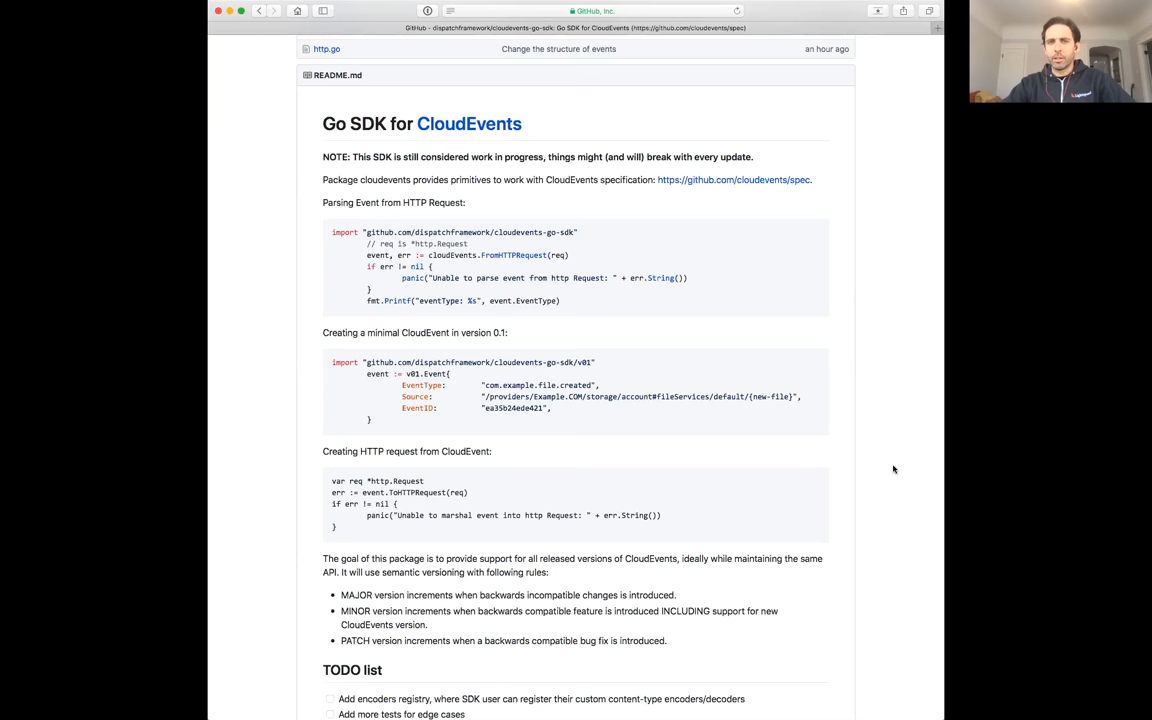 GitHub, Inc.
GitHub - dispatchframework/cloudevents-go-sdk: Go SDK for CloudEvents (https://github.com/cloudevents/spec)
http.go Change the structure of events an hour ago
README.md
Go SDK for CloudEvents
NOTE: This SDK is still considered work in progress, things might (and will) break with every update.
Package cloudevents provides primitives to work with CloudEvents specification: https://github.com/cloudevents/spec.
Parsing Event from HTTP Request:
import "github.com/dispatchframework/cloudevents-go-sdk"
// req is *http.Request
event, err := cloudEvents.FromHTTPRequest(req)
if err != nil {
panic("Unable to parse event from http Request: " + err.String())
}
fmt.Printf("eventType: %s", event.EventType)
Creating a minimal CloudEvent in version 0.1:
import "github.com/dispatchframework/cloudevents-go-sdk/v01"
event := v01.Event{
EventType: "com.example.file.created",
Source: "/providers/Example.COM/storage/account#fileServices/default/{new-file}",
EventID: "ea35b24ede421",
}
Creating HTTP request from CloudEvent:
var req *http.Request
err := event.ToHTTPRequest(req)
if err != nil {
panic("Unable to marshal event into http Request: " + err.String())
}
The goal of this package is to provide support for all released versions of CloudEvents, ideally while maintaining the same
API. It will use semantic versioning with following rules:
• MAJOR version increments when backwards incompatible changes is introduced.
• MINOR version increments when backwards compatible feature is introduced INCLUDING support for new
CloudEvents version.
• PATCH version increments when a backwards compatible bug fix is introduced.
TODO list
Add encoders registry, where SDK user can register their custom content-type encoders/decoders
Add more tests for edge cases